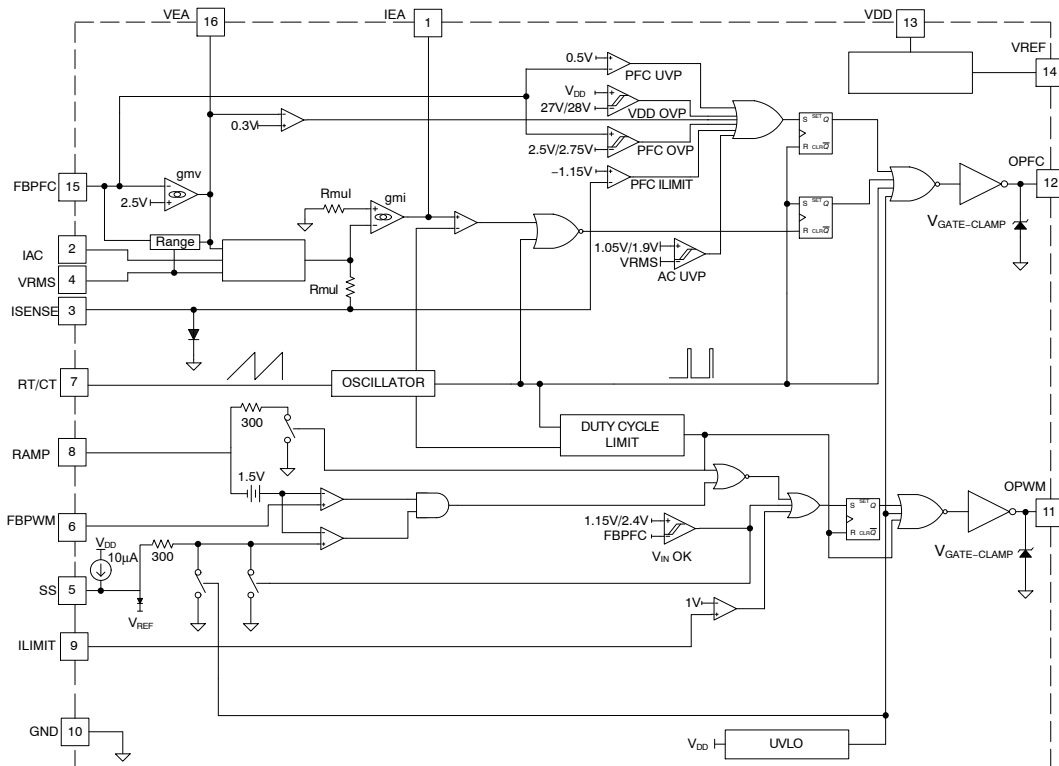 VEA
16
IEA
1
VDD
13
VREF
14
0.5V
PFC UVP
VDD
27V/28V
VDD OVP
0.3V
2.5V/2.75V
PFC OVP
S SET Q
R CLR Q
FBPFC
15
gmv
2.5V
−1.15V
PFC ILIMIT
OPFC
12
Rmul
gmi
S SET Q
R CLR Q
VGATE−CLAMP
Range
IAC
2
1.05V/1.9V
VRMS
AC UVP
VRMS
4
Rmul
ISENSE
3
RT/CT
7
OSCILLATOR
300
DUTY CYCLE
LIMIT
RAMP
8
1.5V
OPWM
11
FBPWM
6
1.15V/2.4V
FBPFC
VIN OK
S SET Q
R CLR Q
VDD
10μA
300
VGATE−CLAMP
SS
5
VREF
1V
ILIMIT
9
GND
10
VDD
UVLO